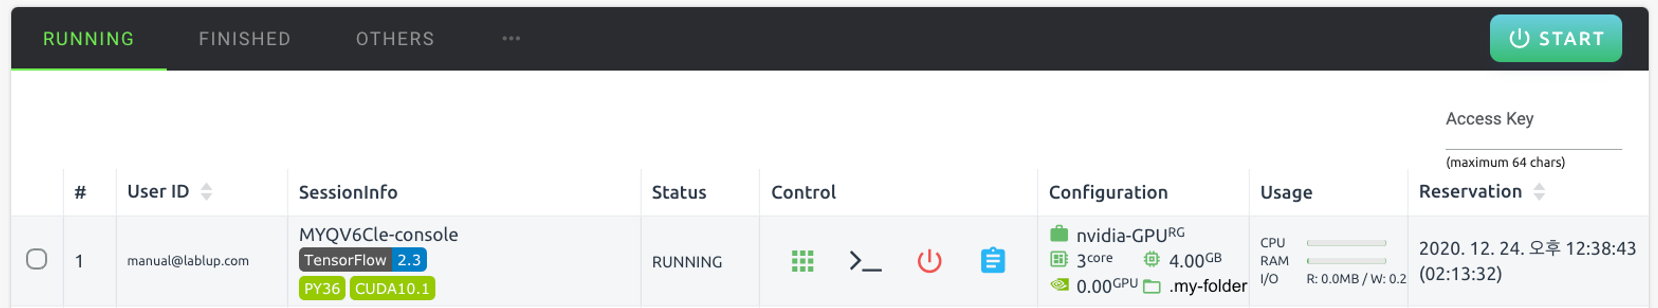 RUNNING FINISHED OTHERS ... START
Access Key
(maximum 64 chars)
# User ID SessionInfo Status Control Configuration Usage Reservation
1 manual@lablup.com
MYQV6Cle-console
TensorFlow 2.3
PY36 CUDA10.1
RUNNING
nvidia-GPU RG
3 core 4.00 GB
0.00 GPU .my-folder
CPU
RAM
I/O R: 0.0MB / W: 0.2
2020. 12. 24. 오후 12:38:43
(02:13:32)